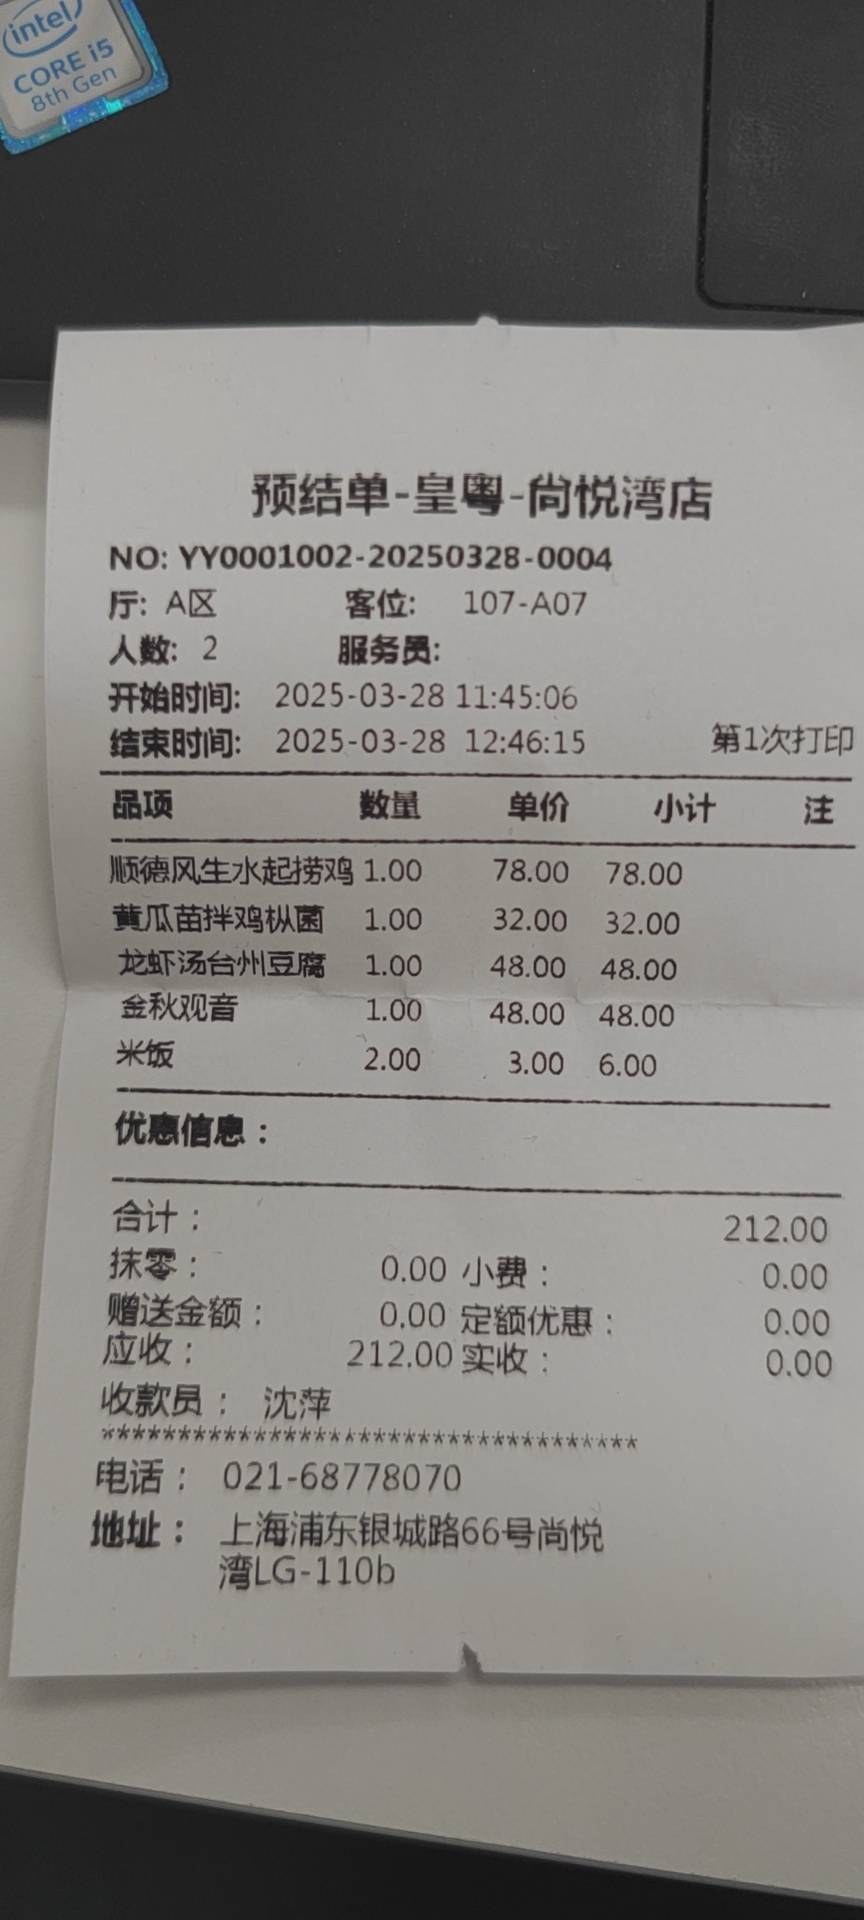 intel
CORE i5
8th Gen
预结单-皇粤-尚悦湾店
NO: YY0001002-20250328-0004
厅: A区 客位: 107-A07
人数: 2 服务员:
开始时间: 2025-03-28 11:45:06
结束时间: 2025-03-28 12:46:15 第1次打印
品项 数量 单价 小计 注
顺德风生水起捞鸡 1.00 78.00 78.00
黄瓜苗拌鸡枞菌 1.00 32.00 32.00
龙虾汤台州豆腐 1.00 48.00 48.00
金秋观音 1.00 48.00 48.00
米饭 2.00 3.00 6.00
优惠信息：
合计： 212.00
抹零： 0.00 小费： 0.00
赠送金额： 0.00 定额优惠： 0.00
应收： 212.00 实收： 0.00
收款员： 沈萍
************************************
电话： 021-68778070
地址： 上海浦东银城路66号尚悦
湾LG-110b